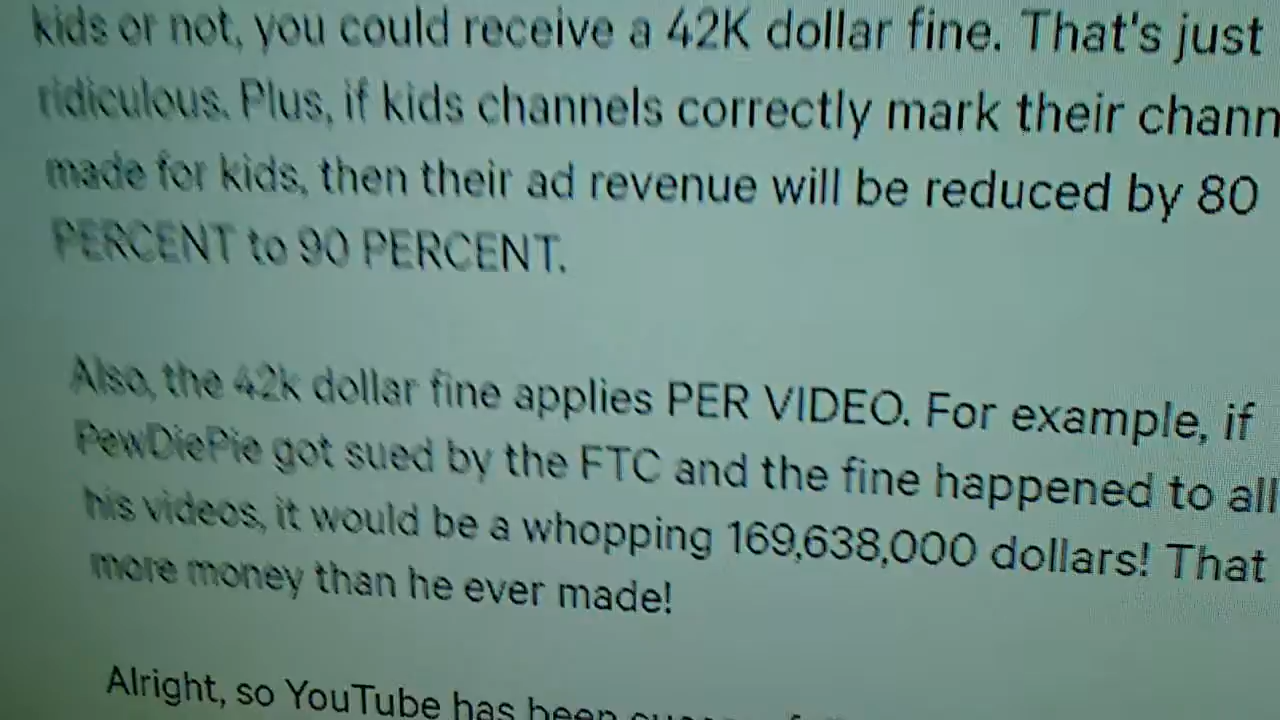 kids or not, you could receive a 42K dollar fine. That's just
ridiculous. Plus, if kids channels correctly mark their chann
made for kids, then their ad revenue will be reduced by 80
PERCENT to 90 PERCENT.
Also, the 42k dollar fine applies PER VIDEO. For example, if
PewDiePie got sued by the FTC and the fine happened to all
his videos, it would be a whopping 169,638,000 dollars! That
more money than he ever made!
Alright, so YouTube has been